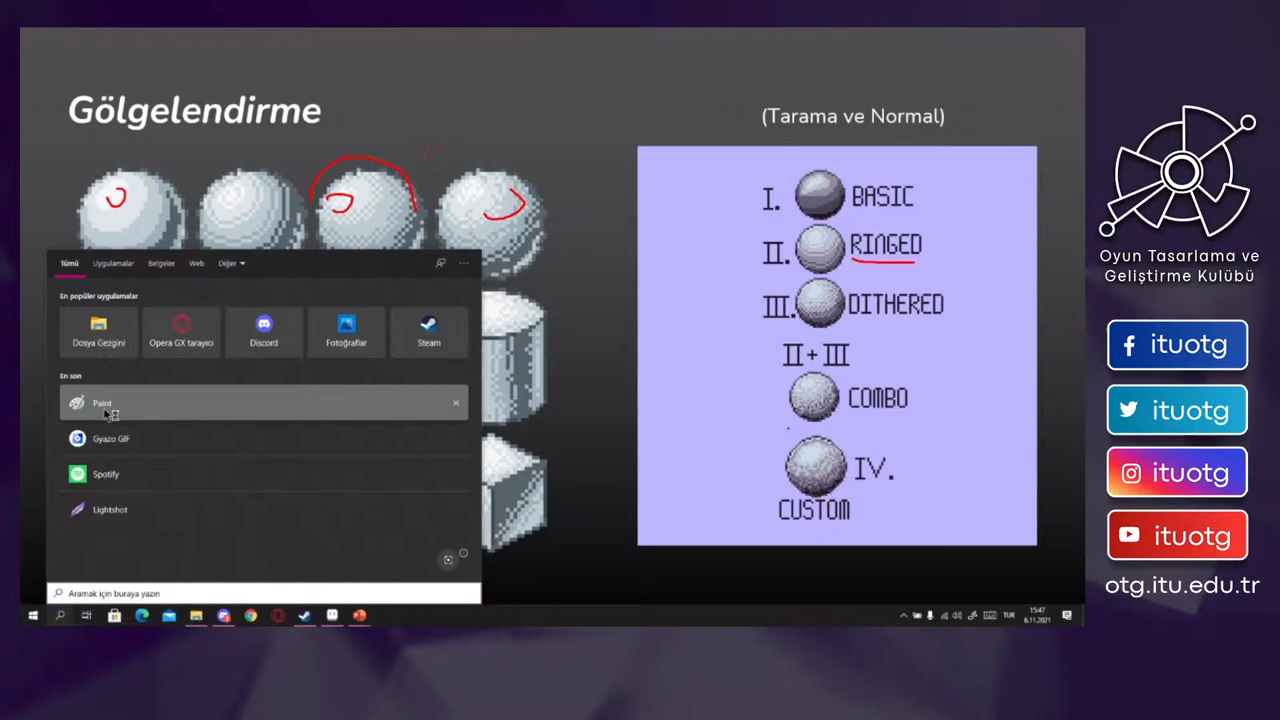 Gölgelendirme
(Tarama ve Normal)
I. BASIC
II. RINGED
III. DITHERED
II+III
COMBO
IV.
CUSTOM
Tümü Uygulamalar Belgeler Web Diğer
En popüler uygulamalar
Dosya Gezgini Opera GX tarayıcı Discord Fotoğraflar Steam
En son
Paint
Gyazo GIF
Spotify
Lightshot
Aramak için buraya yazın
TUR
15:47
6.11.2021
Oyun Tasarlama ve
Geliştirme Kulübü
ituotg
ituotg
ituotg
ituotg
otg.itu.edu.tr